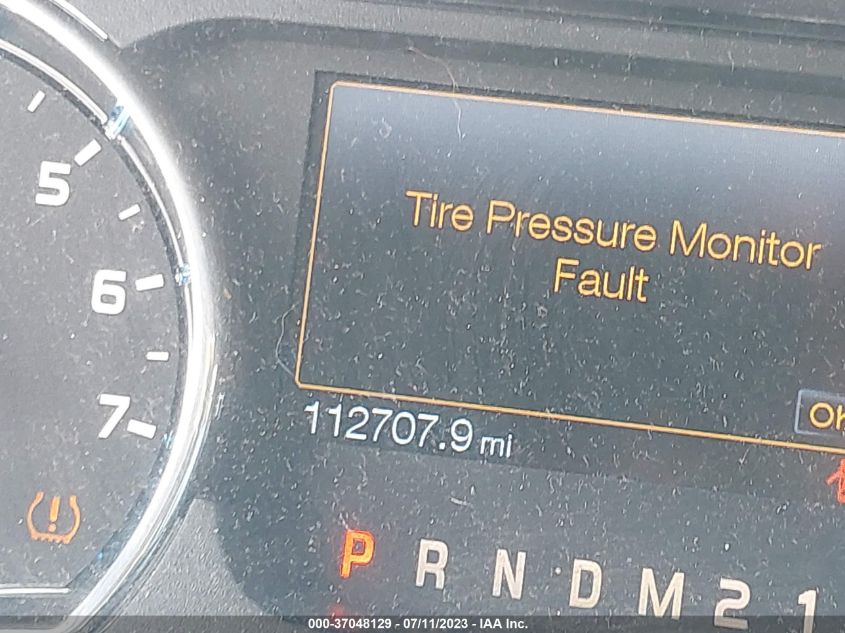 5
6
7
Tire Pressure Monitor
Fault
112707.9 mi
P R N D M 2 1
000-37048129 - 07/11/2023 - IAA Inc.